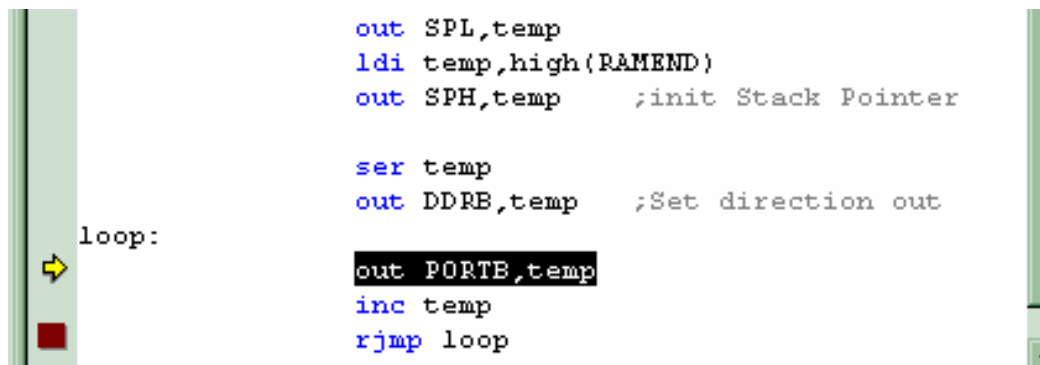 out SPL,temp
ldi temp,high(RAMEND)
out SPH,temp ;init Stack Pointer
ser temp
out DDRB,temp ;Set direction out
loop:
out PORTB,temp
inc temp
rjmp loop